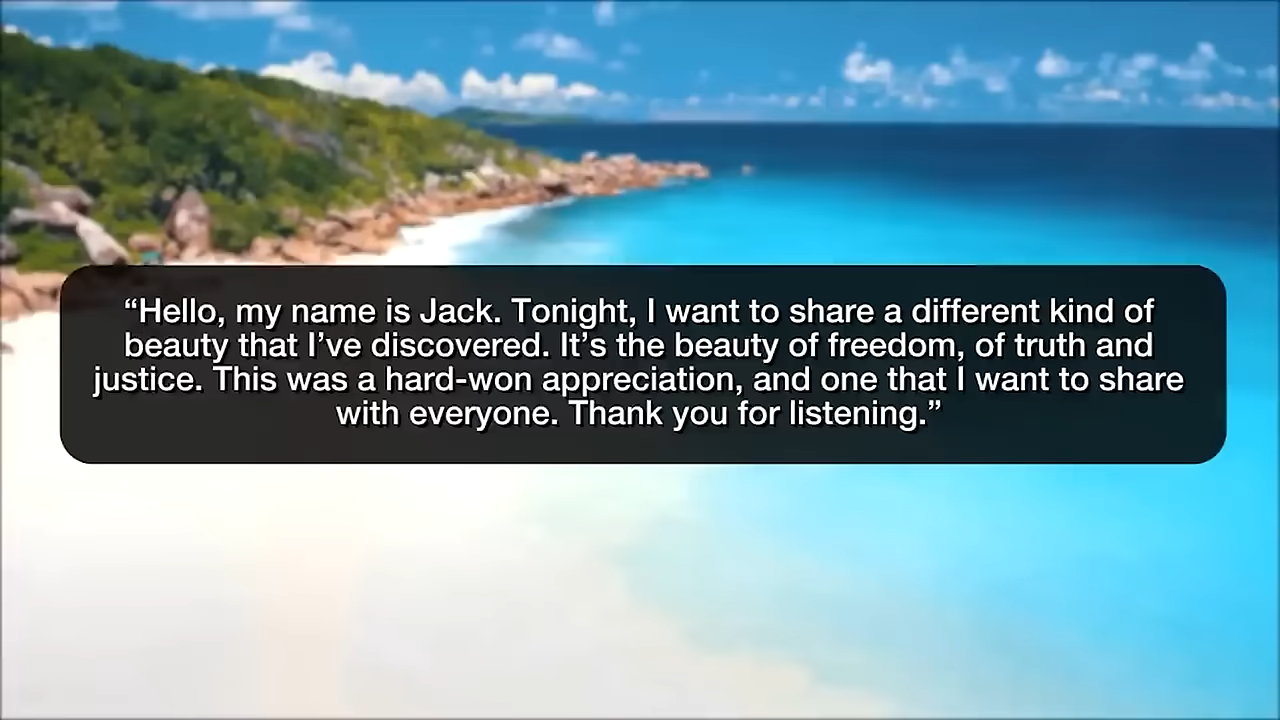 “Hello, my name is Jack. Tonight, I want to share a different kind of
beauty that I’ve discovered. It’s the beauty of freedom, of truth and
justice. This was a hard-won appreciation, and one that I want to share
with everyone. Thank you for listening.”